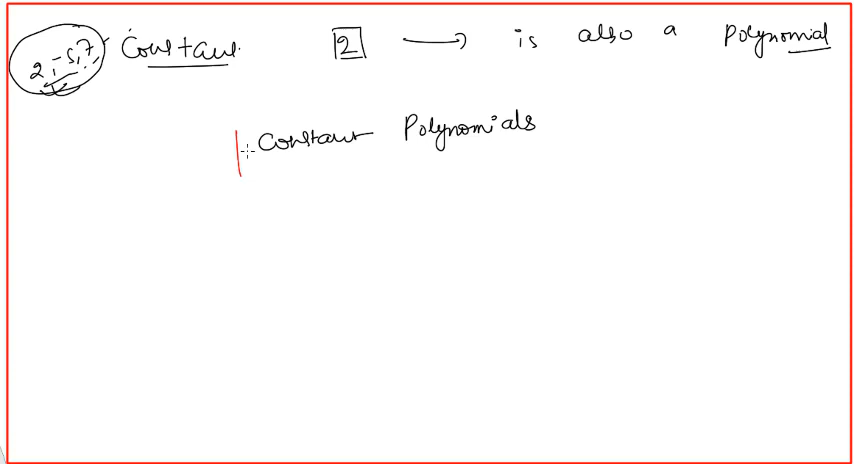 2, -5, 7 Constant. 2 → is also a Polynomial
Constant Polynomials